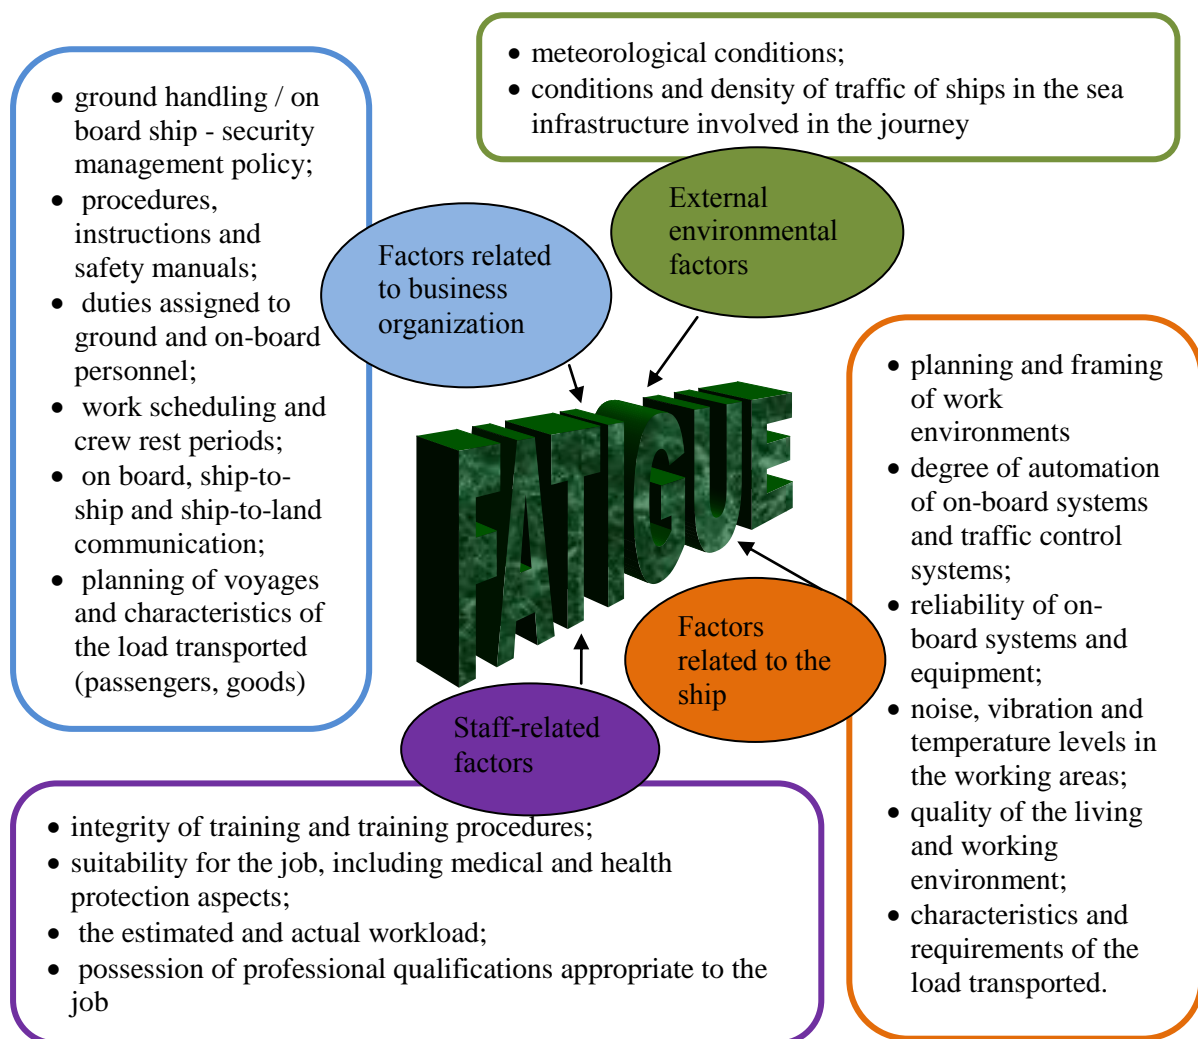 • meteorological conditions;
• conditions and density of traffic of ships in the sea
infrastructure involved in the journey
External
environmental
factors
• ground handling / on
board ship - security
management policy;
• procedures,
instructions and
safety manuals;
• duties assigned to
ground and on-board
personnel;
• work scheduling and
crew rest periods;
• on board, ship-to-
ship and ship-to-land
communication;
• planning of voyages
and characteristics of
the load transported
(passengers, goods)
Factors related
to business
organization
FATIGUE
• planning and framing
of work
environments
• degree of automation
of on-board systems
and traffic control
systems;
• reliability of on-
board systems and
equipment;
• noise, vibration and
temperature levels in
the working areas;
• quality of the living
and working
environment;
• characteristics and
requirements of the
load transported.
Factors
related to the
ship
Staff-related
factors
• integrity of training and training procedures;
• suitability for the job, including medical and health
protection aspects;
• the estimated and actual workload;
• possession of professional qualifications appropriate to the
job